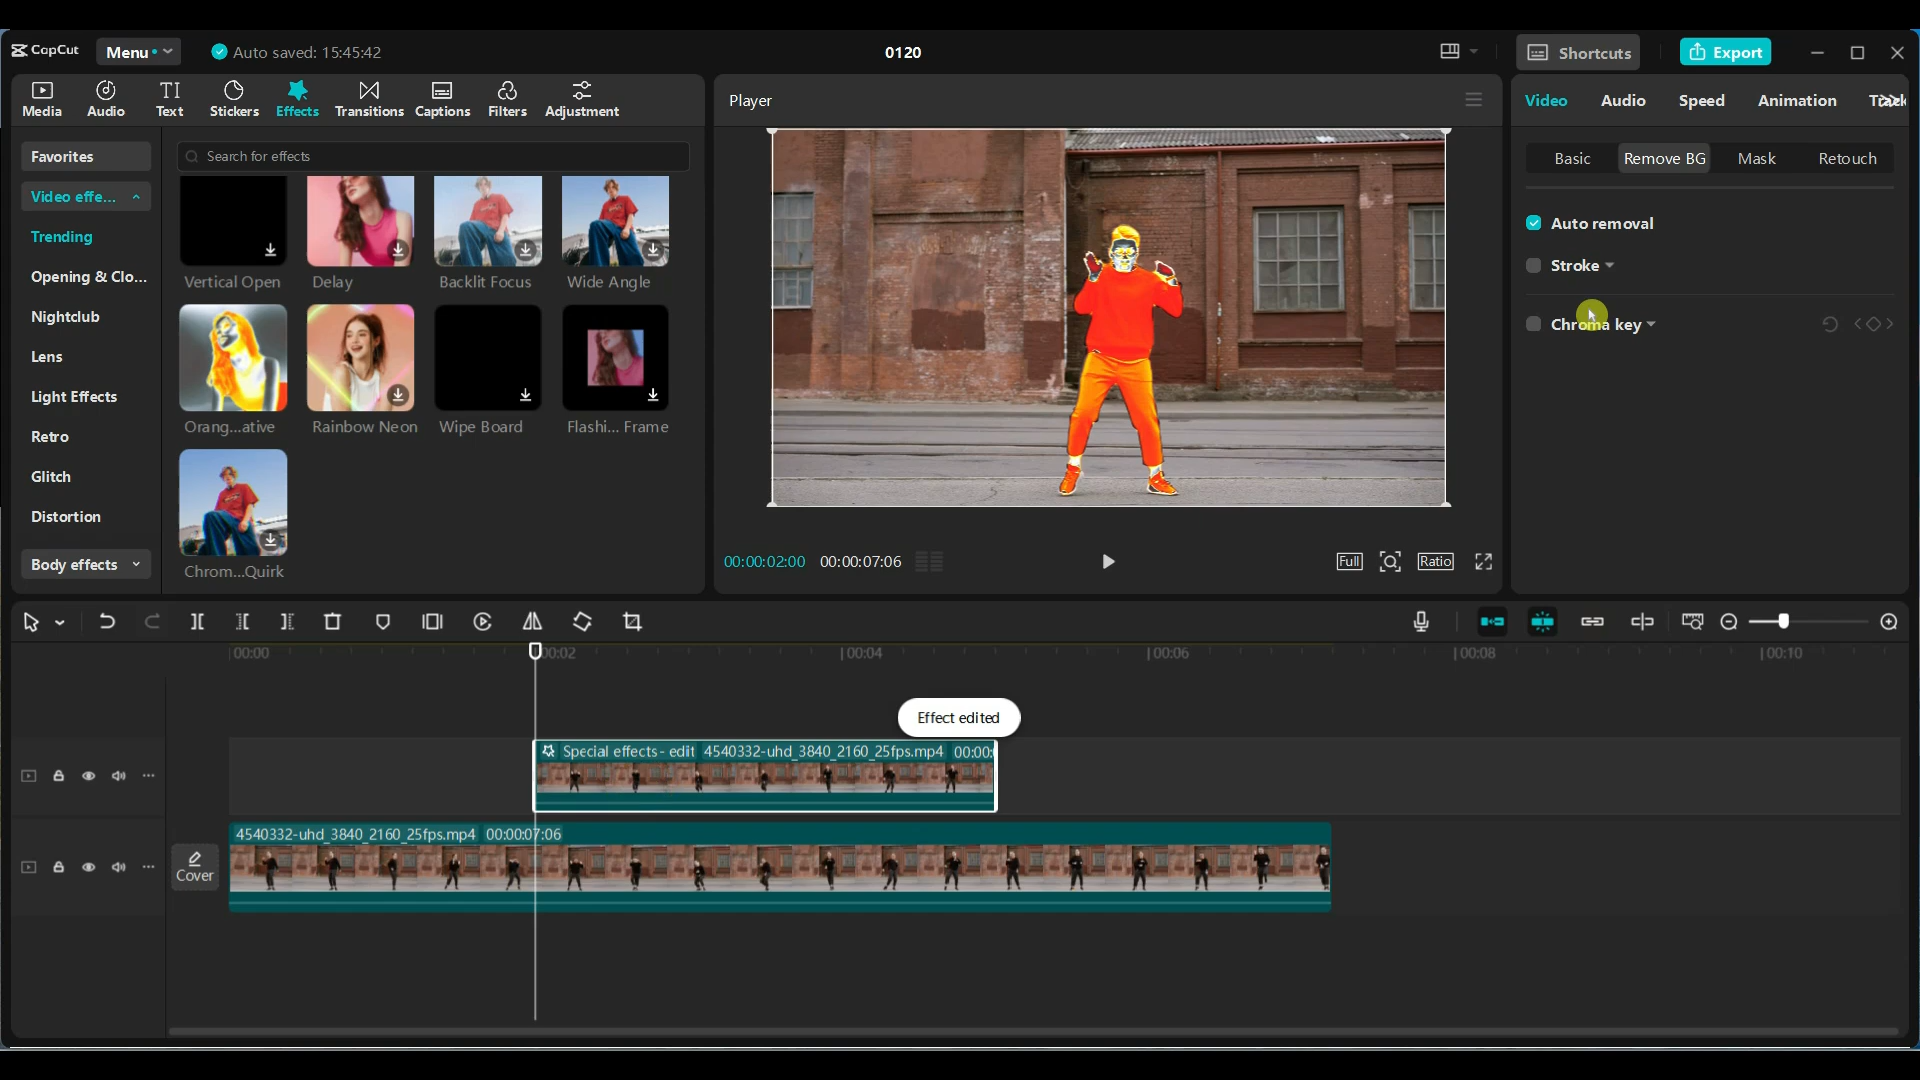 CapCut
Menu
Auto saved: 15:45:42
0120
Shortcuts
Export
Media
Audio
Text
Stickers
Effects
Transitions
Captions
Filters
Adjustment
Player
Video
Audio
Speed
Animation
Favorites
Search for effects
Basic
Remove BG
Mask
Retouch
Video effe...
Trending
Opening & Clo...
Nightclub
Lens
Light Effects
Retro
Glitch
Distortion
Body effects
Vertical Open
Delay
Backlit Focus
Wide Angle
Orang...ative
Rainbow Neon
Wipe Board
Flashi... Frame
Chrom...Quirk
Auto removal
Stroke
Chroma key
00:00:02:00
00:00:07:06
Full
Ratio
00:00
00:02
00:04
00:06
00:08
00:10
Effect edited
Special effects - edit 4540332-uhd_3840_2160_25fps.mp4 00:00:
4540332-uhd_3840_2160_25fps.mp4 00:00:07:06
Cover